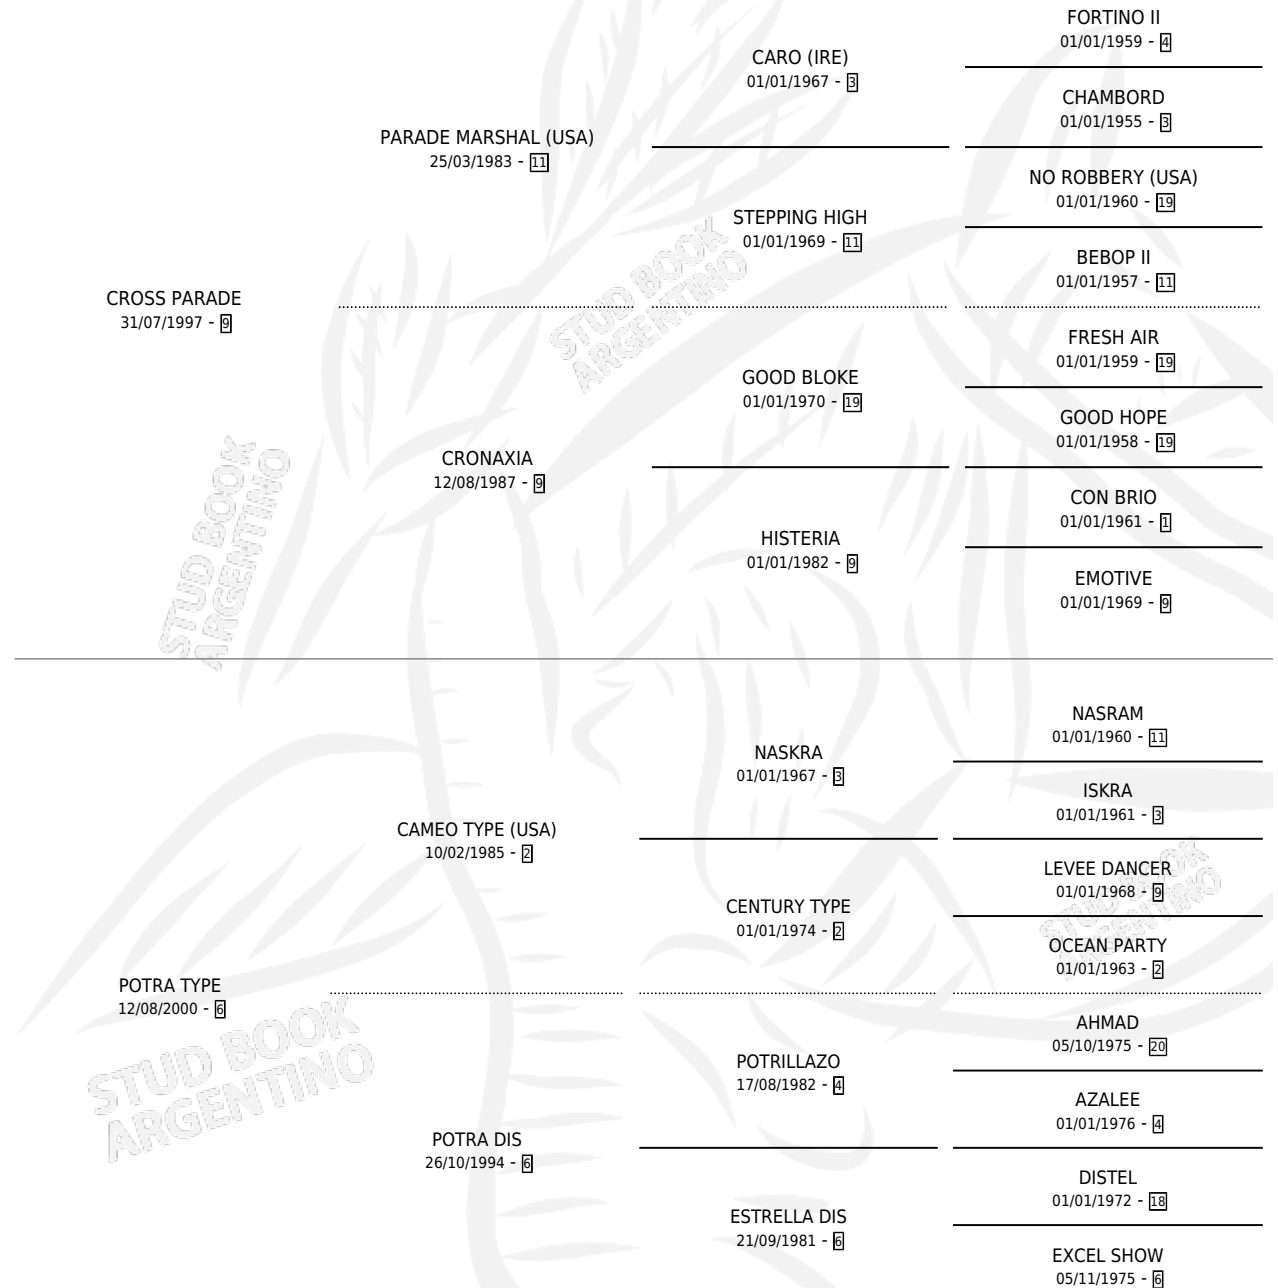 FORTINO II
01/01/1959 - 4
CARO (IRE)
01/01/1967 - 3
CHAMBORD
01/01/1955 - 3
PARADE MARSHAL (USA)
25/03/1983 - 11
NO ROBBERY (USA)
01/01/1960 - 19
STEPPING HIGH
01/01/1969 - 11
BEBOP II
01/01/1957 - 11
CROSS PARADE
31/07/1997 - 9
FRESH AIR
01/01/1959 - 19
GOOD BLOKE
01/01/1970 - 19
GOOD HOPE
01/01/1958 - 19
CRONAXIA
12/08/1987 - 9
CON BRIO
01/01/1961 - 1
HISTERIA
01/01/1982 - 9
EMOTIVE
01/01/1969 - 9
STUD BOOK
ARGENTINO
STUD BOOK
ARGENTINO
NASRAM
01/01/1960 - 11
NASKRA
01/01/1967 - 3
ISKRA
01/01/1961 - 3
CAMEO TYPE (USA)
10/02/1985 - 2
LEVEE DANCER
01/01/1968 - 9
CENTURY TYPE
01/01/1974 - 2
OCEAN PARTY
01/01/1963 - 2
POTRA TYPE
12/08/2000 - 6
AHMAD
05/10/1975 - 20
POTRILLAZO
17/08/1982 - 4
AZALEE
01/01/1976 - 4
POTRA DIS
26/10/1994 - 6
DISTEL
01/01/1972 - 18
ESTRELLA DIS
21/09/1981 - 6
EXCEL SHOW
05/11/1975 - 6
STUD BOOK
ARGENTINO
STUD BOOK
ARGENTINO